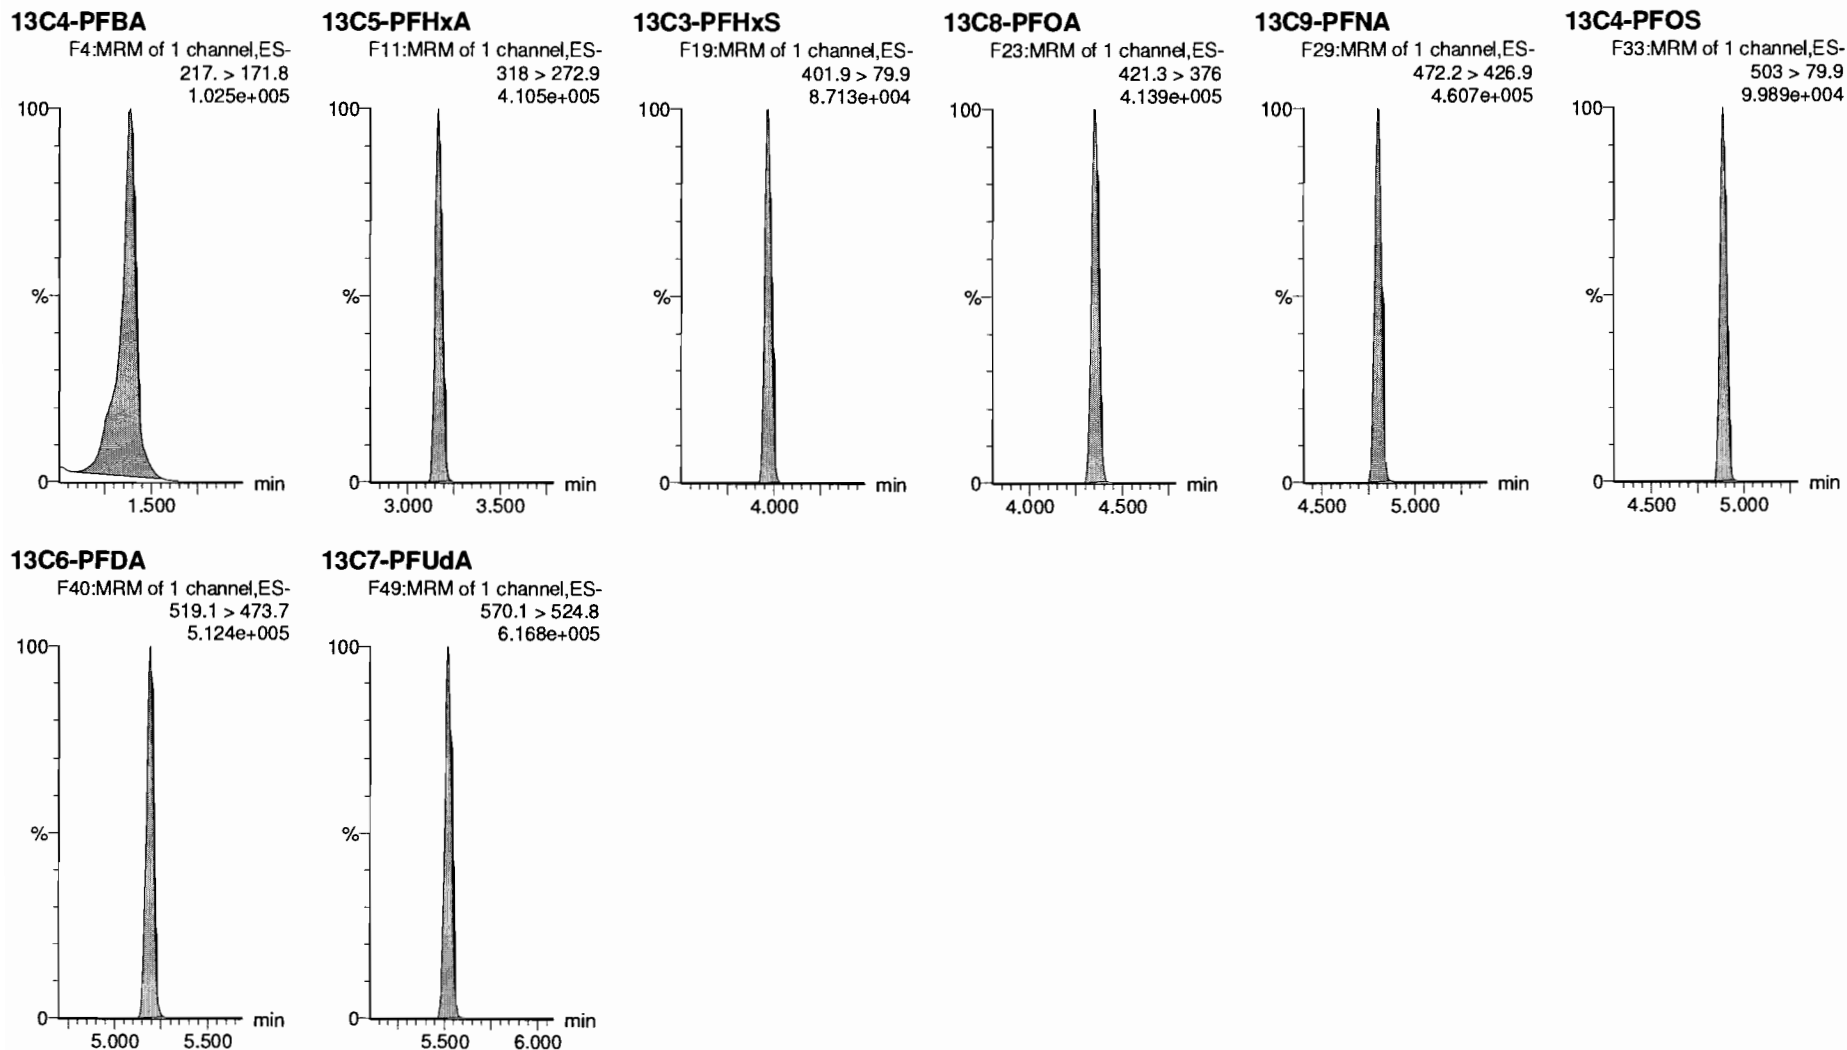 13C4-PFBA
F4:MRM of 1 channel,ES-
217. > 171.8
1.025e+005
100
%
0
min
1.500
13C5-PFHxA
F11:MRM of 1 channel,ES-
318 > 272.9
4.105e+005
100
%
0
min
3.000 3.500
13C3-PFHxS
F19:MRM of 1 channel,ES-
401.9 > 79.9
8.713e+004
100
%
0
min
4.000
13C8-PFOA
F23:MRM of 1 channel,ES-
421.3 > 376
4.139e+005
100
%
0
min
4.000 4.500
13C9-PFNA
F29:MRM of 1 channel,ES-
472.2 > 426.9
4.607e+005
100
%
0
min
4.500 5.000
13C4-PFOS
F33:MRM of 1 channel,ES-
503 > 79.9
9.989e+004
100
%
0
min
4.500 5.000
13C6-PFDA
F40:MRM of 1 channel,ES-
519.1 > 473.7
5.124e+005
100
%
0
min
5.000 5.500
13C7-PFUdA
F49:MRM of 1 channel,ES-
570.1 > 524.8
6.168e+005
100
%
0
min
5.500 6.000